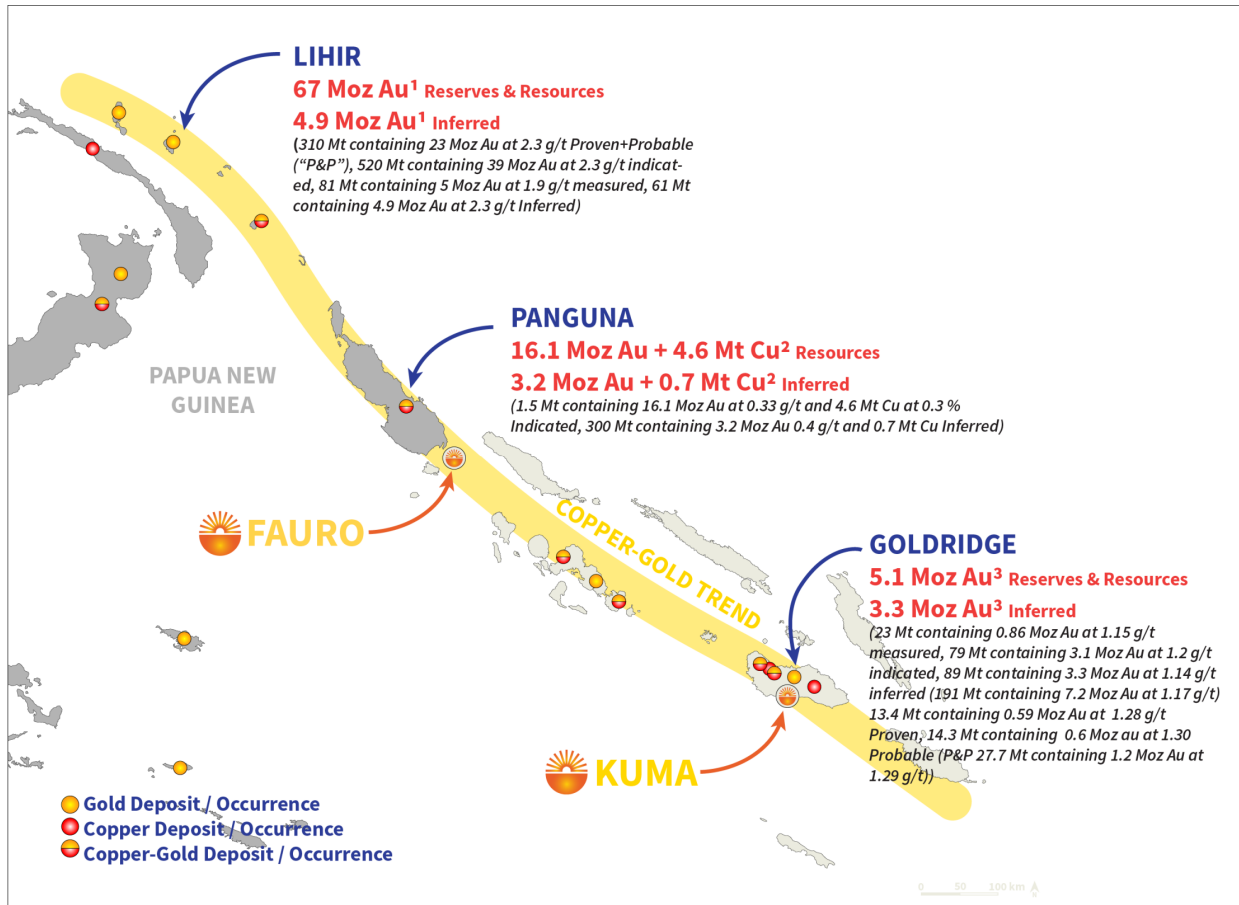 LIHIR
67 Moz Au¹ Reserves & Resources
4.9 Moz Au¹ Inferred
(310 Mt containing 23 Moz Au at 2.3 g/t Proven+Probable
(“P&P”), 520 Mt containing 39 Moz Au at 2.3 g/t indicat-
ed, 81 Mt containing 5 Moz Au at 1.9 g/t measured, 61 Mt
containing 4.9 Moz Au at 2.3 g/t Inferred)
PANGUNA
16.1 Moz Au + 4.6 Mt Cu² Resources
3.2 Moz Au + 0.7 Mt Cu² Inferred
(1.5 Mt containing 16.1 Moz Au at 0.33 g/t and 4.6 Mt Cu at 0.3 %
Indicated, 300 Mt containing 3.2 Moz Au 0.4 g/t and 0.7 Mt Cu Inferred)
PAPUA NEW
GUINEA
FAURO
COPPER-GOLD TREND
GOLDRIDGE
5.1 Moz Au³ Reserves & Resources
3.3 Moz Au³ Inferred
(23 Mt containing 0.86 Moz Au at 1.15 g/t
measured, 79 Mt containing 3.1 Moz Au at 1.2 g/t
indicated, 89 Mt containing 3.3 Moz Au at 1.14 g/t
inferred (191 Mt containing 7.2 Moz Au at 1.17 g/t)
13.4 Mt containing 0.59 Moz Au at 1.28 g/t
Proven, 14.3 Mt containing 0.6 Moz au at 1.30
Probable (P&P 27.7 Mt containing 1.2 Moz Au at
1.29 g/t))
KUMA
Gold Deposit / Occurrence
Copper Deposit / Occurrence
Copper-Gold Deposit / Occurrence
0 50 100 km